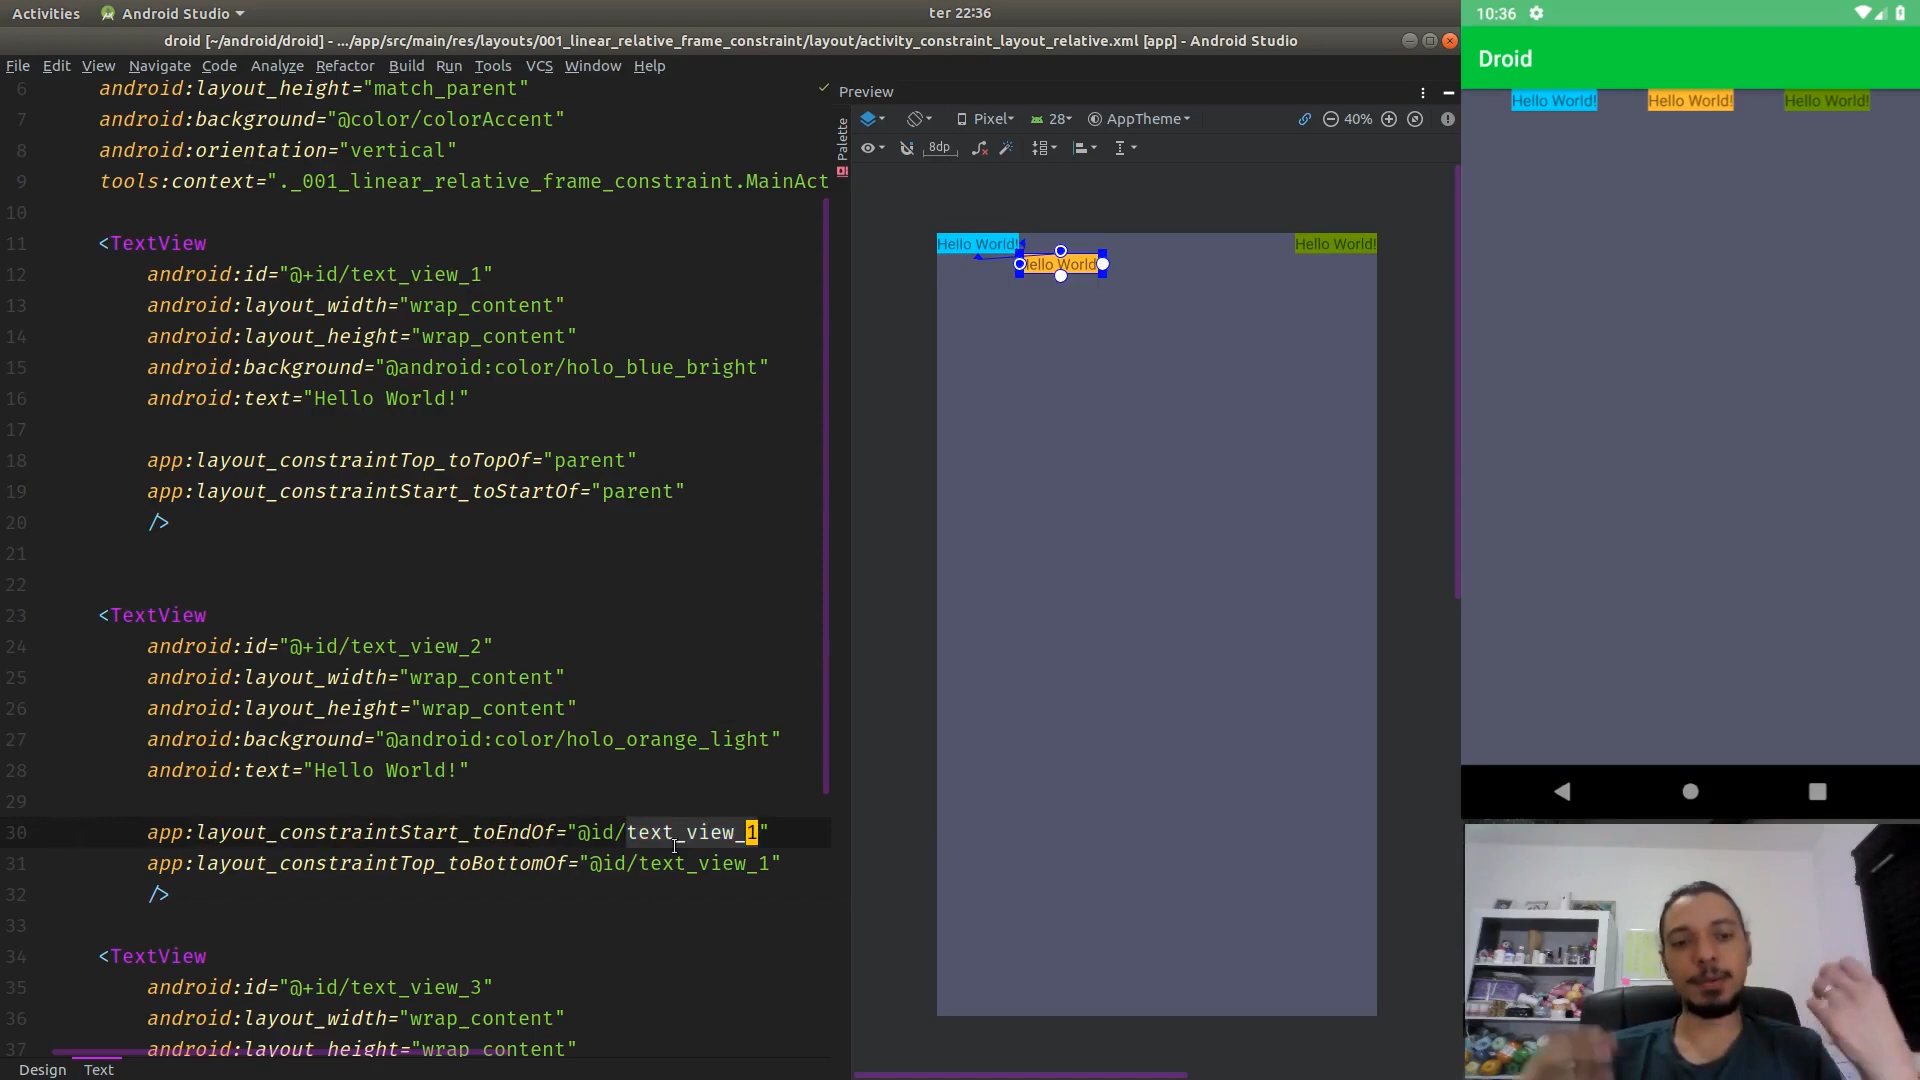 Activities Android Studio ter 22:36
droid [~/android/droid] - .../app/src/main/res/layouts/001_linear_relative_frame_constraint/layout/activity_constraint_layout_relative.xml [app] - Android Studio
File Edit View Navigate Code Analyze Refactor Build Run Tools VCS Window Help
6 android:layout_height="match_parent"
7 android:background="@color/colorAccent"
8 android:orientation="vertical"
9 tools:context="._001_linear_relative_frame_constraint.MainAct
10
11 <TextView
12 android:id="@+id/text_view_1"
13 android:layout_width="wrap_content"
14 android:layout_height="wrap_content"
15 android:background="@android:color/holo_blue_bright"
16 android:text="Hello World!"
17
18 app:layout_constraintTop_toTopOf="parent"
19 app:layout_constraintStart_toStartOf="parent"
20 />
21
22
23 <TextView
24 android:id="@+id/text_view_2"
25 android:layout_width="wrap_content"
26 android:layout_height="wrap_content"
27 android:background="@android:color/holo_orange_light"
28 android:text="Hello World!"
29
30 app:layout_constraintStart_toEndOf="@id/text_view_1"
31 app:layout_constraintTop_toBottomOf="@id/text_view_1"
32 />
33
34 <TextView
35 android:id="@+id/text_view_3"
36 android:layout_width="wrap_content"
37 android:layout_height="wrap_content"
Design Text
Palette
Preview
Pixel 28 AppTheme 40%
8dp
Hello World! Hello World!
Hello World
10:36
Droid
Hello World! Hello World! Hello World!